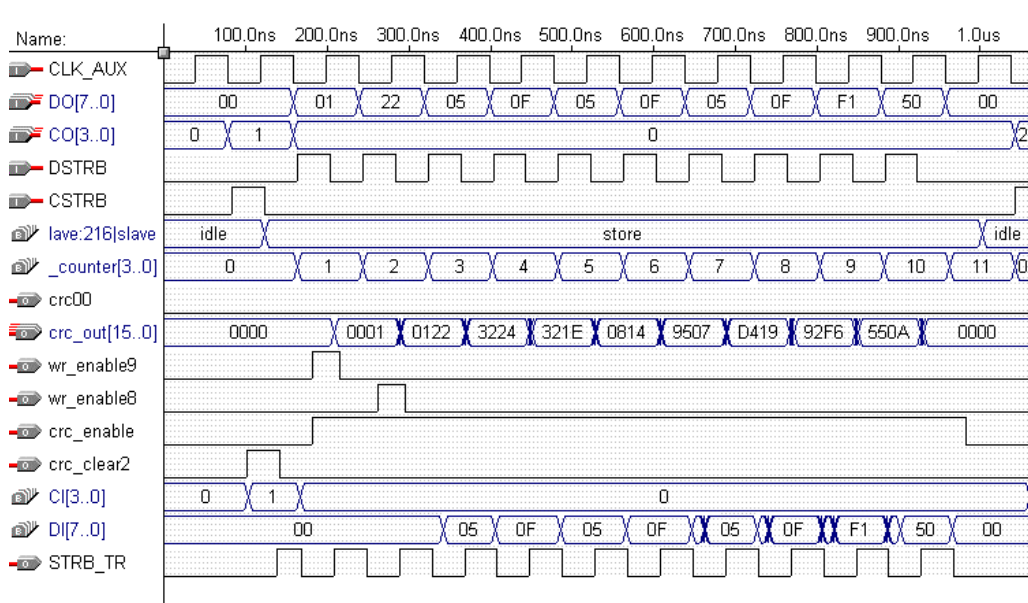 Name: 100.0ns 200.0ns 300.0ns 400.0ns 500.0ns 600.0ns 700.0ns 800.0ns 900.0ns 1.0us
CLK_AUX
DO[7..0] 00 01 22 05 0F 05 0F 05 0F F1 50 00
CO[3..0] 0 1 0 2
DSTRB
CSTRB
lave:216|slave idle store idle
_counter[3..0] 0 1 2 3 4 5 6 7 8 9 10 11 0
crc00
crc_out[15..0] 0000 0001 0122 3224 321E 0814 9507 D419 92F6 550A 0000
wr_enable9
wr_enable8
crc_enable
crc_clear2
CI[3..0] 0 1 0
DI[7..0] 00 05 0F 05 0F 05 0F F1 50 00
STRB_TR